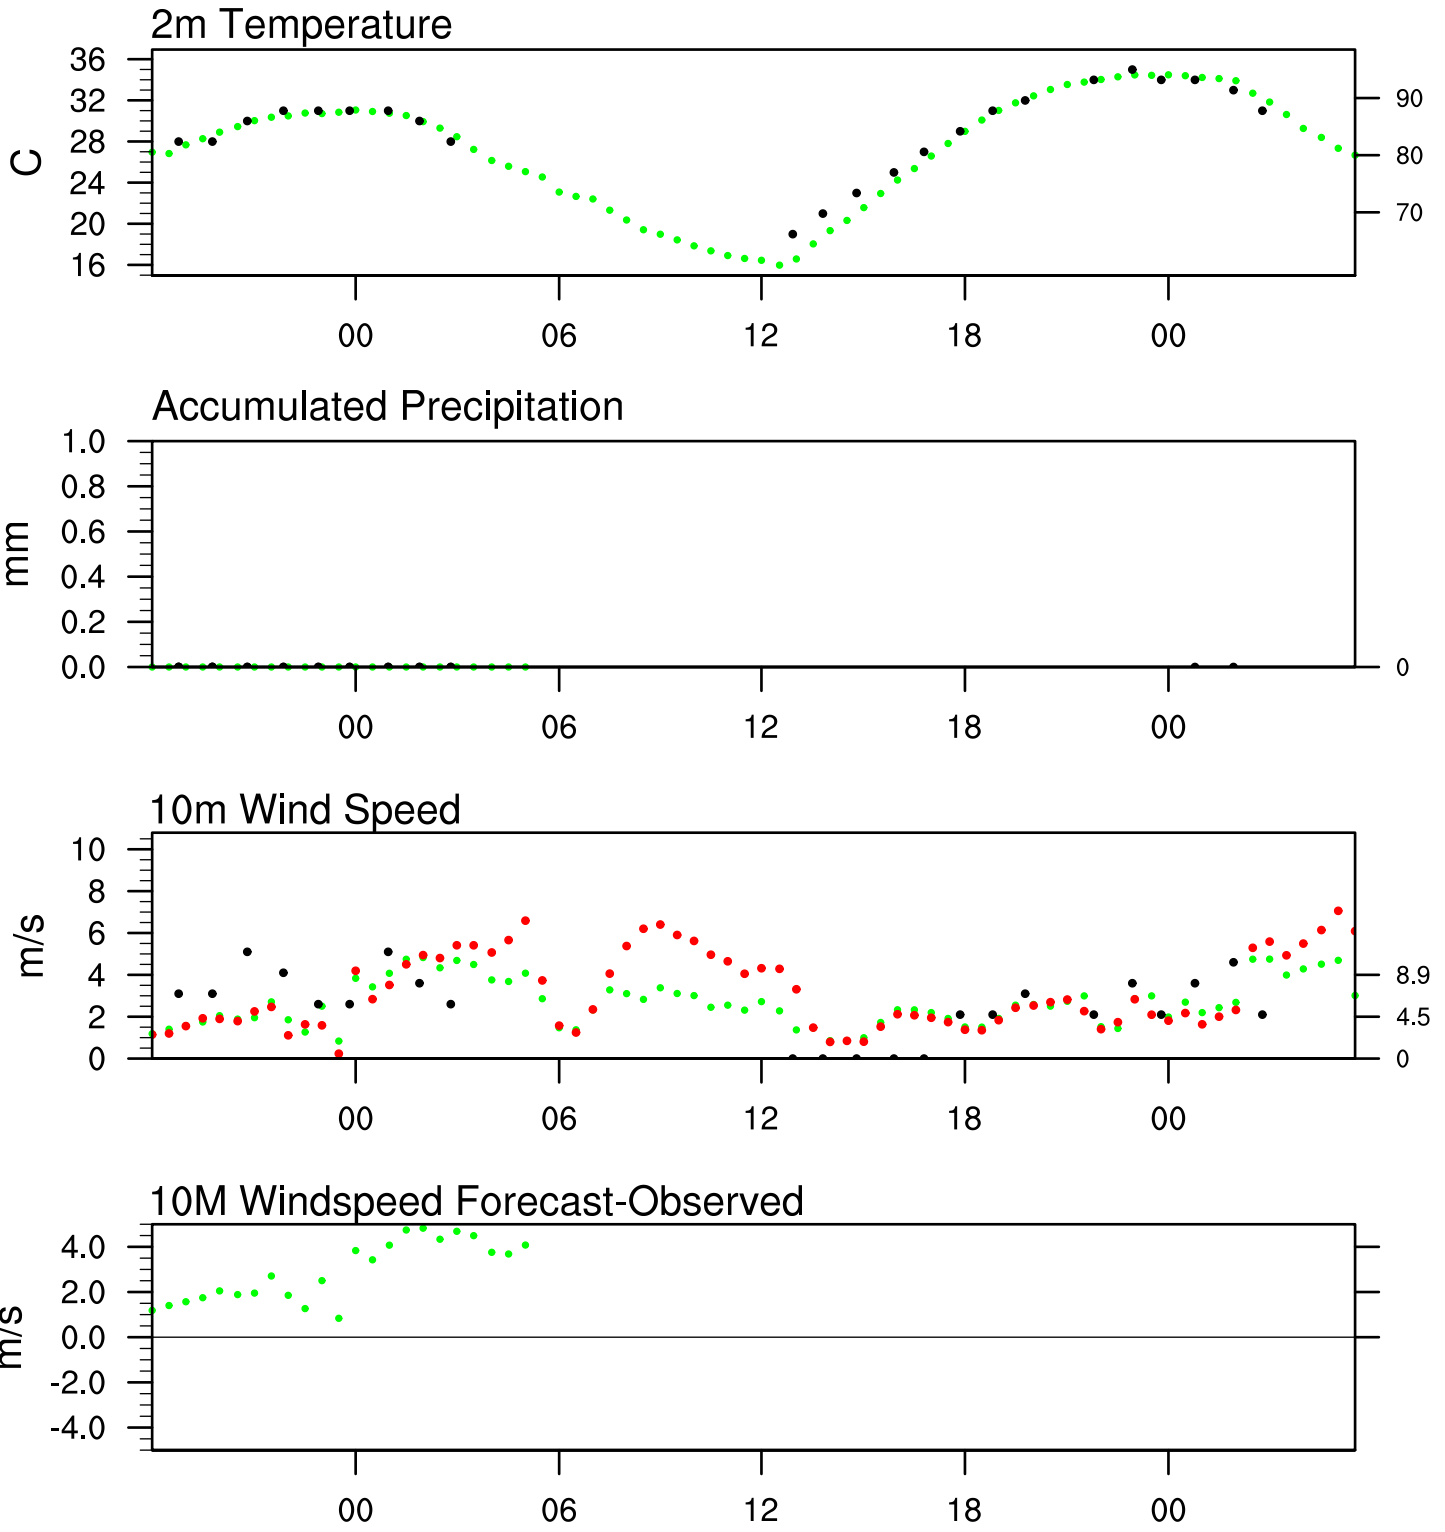 2m Temperature
36
32
28
24
20
16
C
90
80
70
00 06 12 18 00
Accumulated Precipitation
1.0
0.8
0.6
0.4
0.2
0.0
mm
0
00 06 12 18 00
10m Wind Speed
10
8
6
4
2
0
m/s
8.9
4.5
0
00 06 12 18 00
10M Windspeed Forecast-Observed
4.0
2.0
0.0
-2.0
-4.0
m/s
00 06 12 18 00